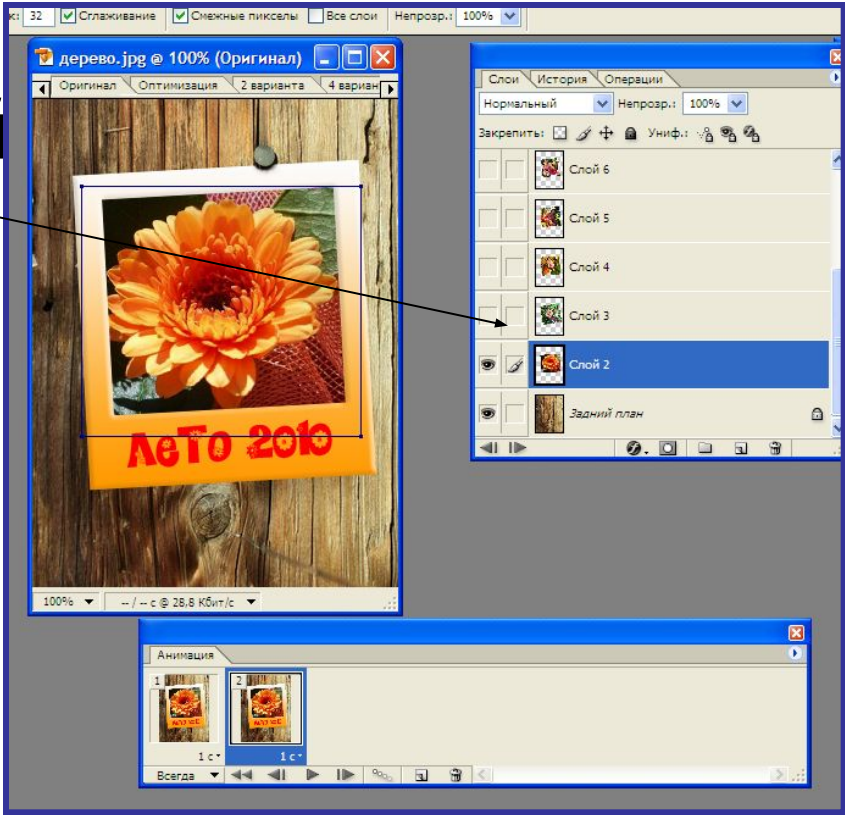 к: 32 Сглаживание Смежные пикселы Все слои Непрозр.: 100%
дерево.jpg @ 100% (Оригинал)
Оригинал Оптимизация 2 варианта 4 вариан
ЛеТо 2010
100% -- / -- с @ 28,8 Кбит/с
Слои История Операции
Нормальный Непрозр.: 100%
Закрепить: Униф.:
Слой 6
Слой 5
Слой 4
Слой 3
Слой 2
Задний план
Анимация
1 2
1 с 1 с
Всегда